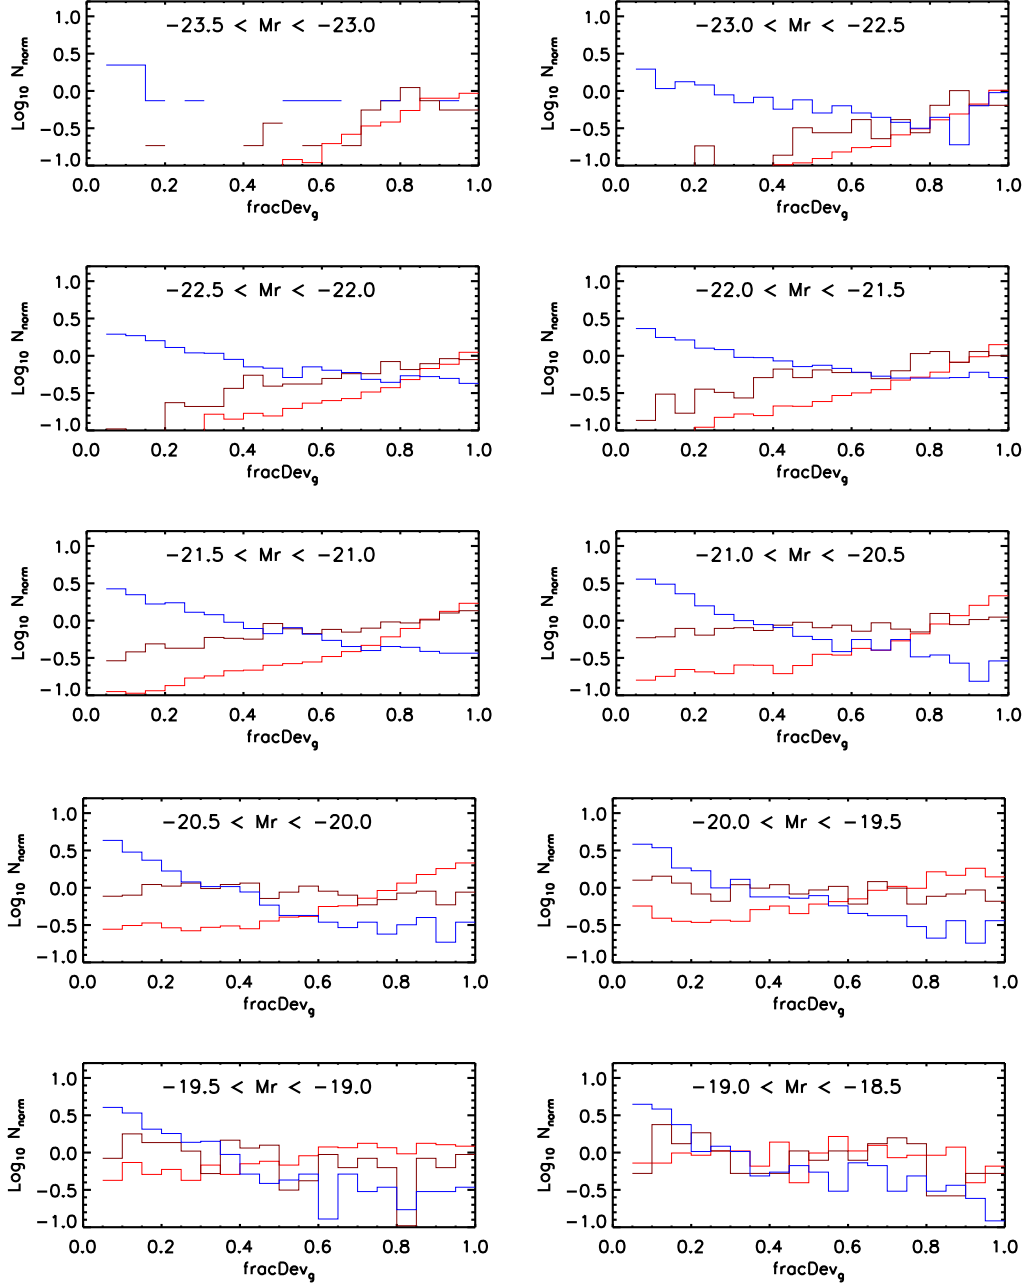 −23.5 < Mr < −23.0
Log10 Nnorm
1.0
0.5
0.0
−0.5
−1.0
0.0 0.2 0.4 0.6 0.8 1.0
fracDevg
−23.0 < Mr < −22.5
Log10 Nnorm
1.0
0.5
0.0
−0.5
−1.0
0.0 0.2 0.4 0.6 0.8 1.0
fracDevg
−22.5 < Mr < −22.0
Log10 Nnorm
1.0
0.5
0.0
−0.5
−1.0
0.0 0.2 0.4 0.6 0.8 1.0
fracDevg
−22.0 < Mr < −21.5
Log10 Nnorm
1.0
0.5
0.0
−0.5
−1.0
0.0 0.2 0.4 0.6 0.8 1.0
fracDevg
−21.5 < Mr < −21.0
Log10 Nnorm
1.0
0.5
0.0
−0.5
−1.0
0.0 0.2 0.4 0.6 0.8 1.0
fracDevg
−21.0 < Mr < −20.5
Log10 Nnorm
1.0
0.5
0.0
−0.5
−1.0
0.0 0.2 0.4 0.6 0.8 1.0
fracDevg
−20.5 < Mr < −20.0
Log10 Nnorm
1.0
0.5
0.0
−0.5
−1.0
0.0 0.2 0.4 0.6 0.8 1.0
fracDevg
−20.0 < Mr < −19.5
Log10 Nnorm
1.0
0.5
0.0
−0.5
−1.0
0.0 0.2 0.4 0.6 0.8 1.0
fracDevg
−19.5 < Mr < −19.0
Log10 Nnorm
1.0
0.5
0.0
−0.5
−1.0
0.0 0.2 0.4 0.6 0.8 1.0
fracDevg
−19.0 < Mr < −18.5
Log10 Nnorm
1.0
0.5
0.0
−0.5
−1.0
0.0 0.2 0.4 0.6 0.8 1.0
fracDevg